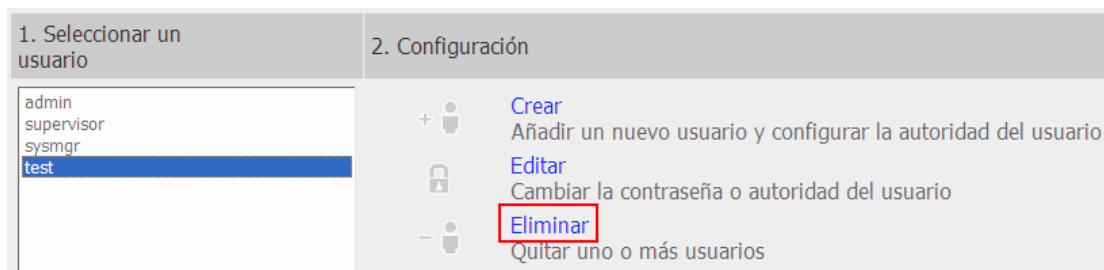 1. Seleccionar un
usuario
2. Configuración
admin
supervisor
sysmgr
test
Crear
Añadir un nuevo usuario y configurar la autoridad del usuario
Editar
Cambiar la contraseña o autoridad del usuario
Eliminar
Quitar uno o más usuarios